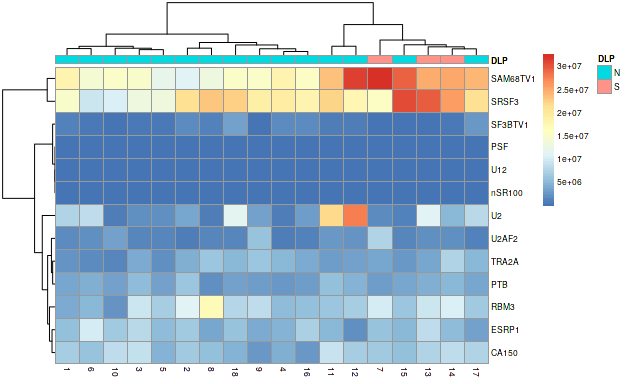 DLP
SAM68TV1
SRSF3
SF3BTV1
PSF
U12
nSR100
U2
U2AF2
TRA2A
PTB
RBM3
ESRP1
CA150
1 6 10 3 5 2 8 18 9 4 16 11 12 7 15 13 14 17
3e+07
2.5e+07
2e+07
1.5e+07
1e+07
5e+06
DLP
N
S